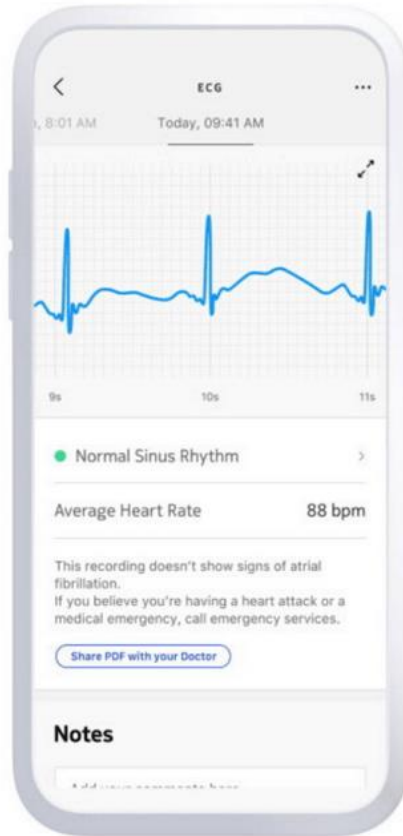 ECG
, 8:01 AM
Today, 09:41 AM
9s
10s
11s
Normal Sinus Rhythm
Average Heart Rate
88 bpm
This recording doesn't show signs of atrial
fibrillation.
If you believe you're having a heart attack or a
medical emergency, call emergency services.
Share PDF with your Doctor
Notes